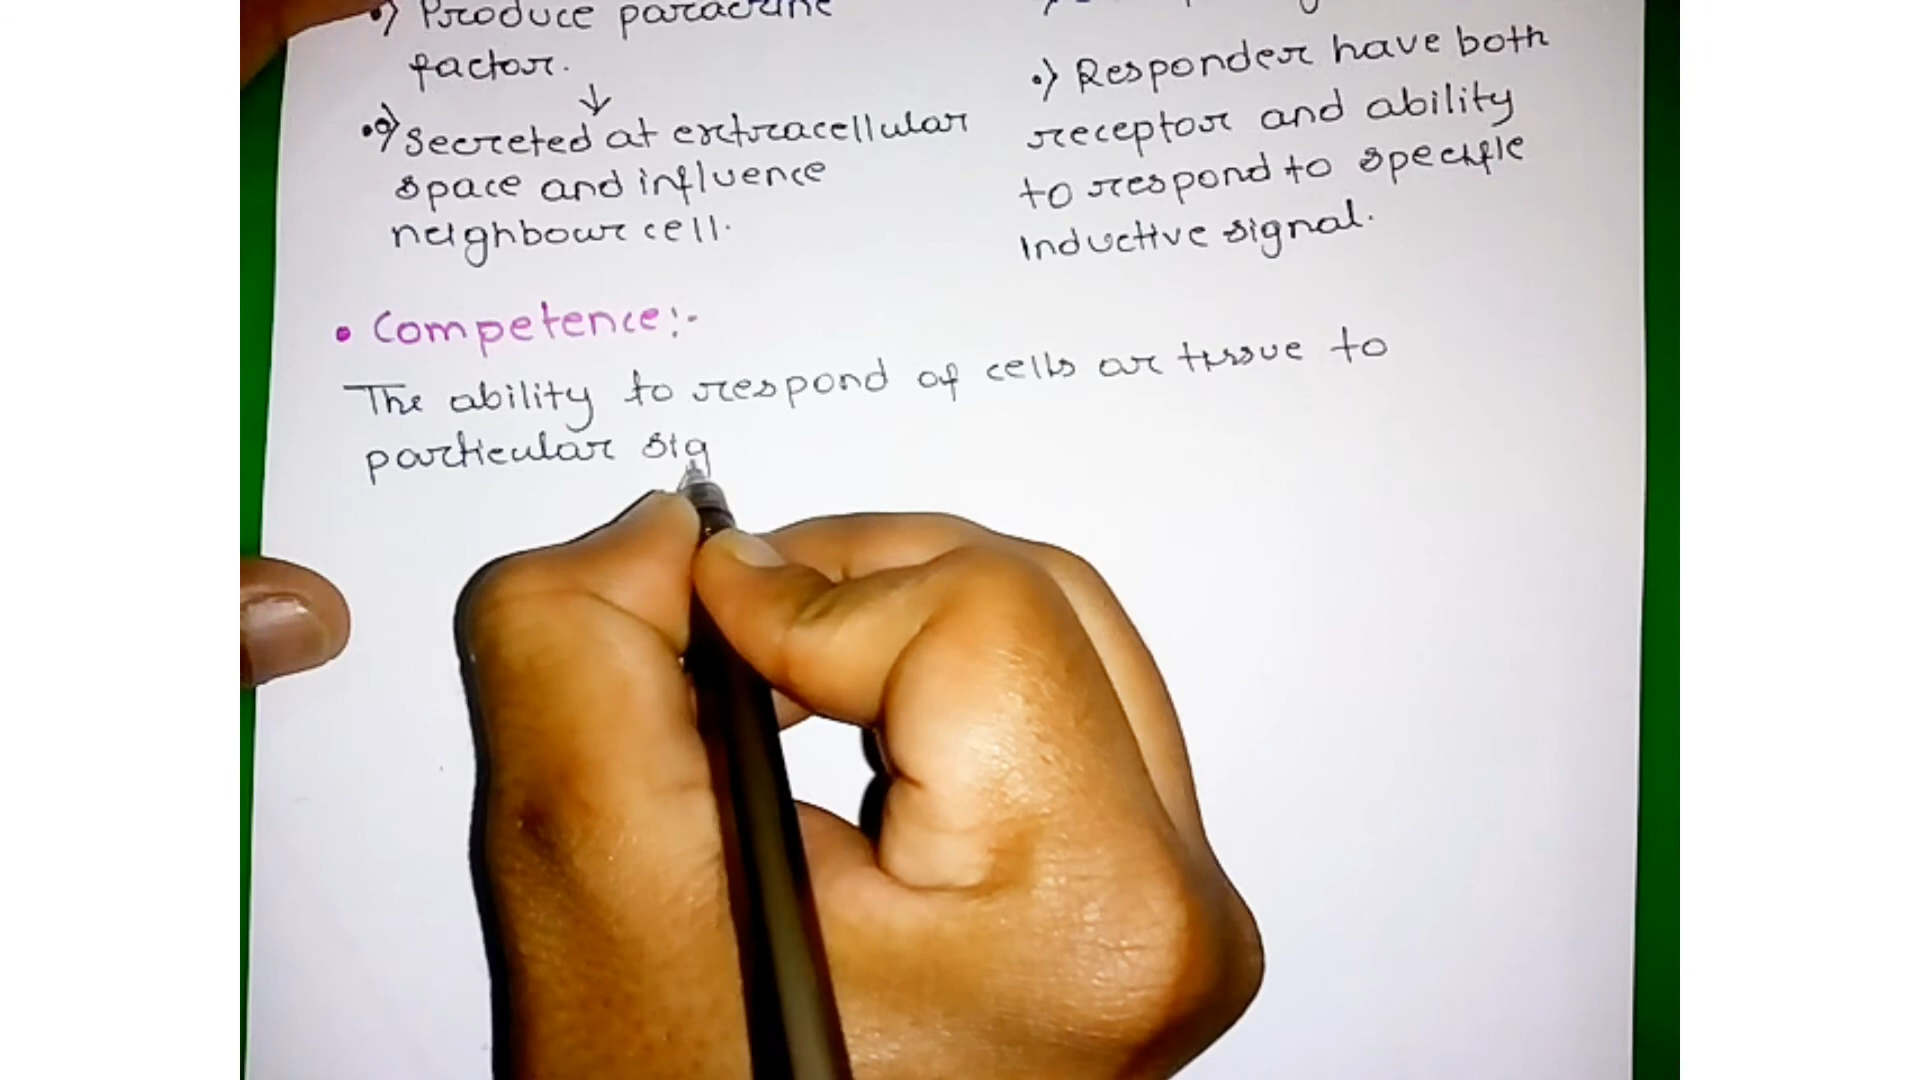 •) Produce paracrine
factor.
↓
•9) Secreted at extracellular
space and influence
neighbour cell.
•) Responder have both
receptor and ability
to respond to specific
inductive signal.
• Competence:-
The ability to respond of cells or tissue to
particular sig